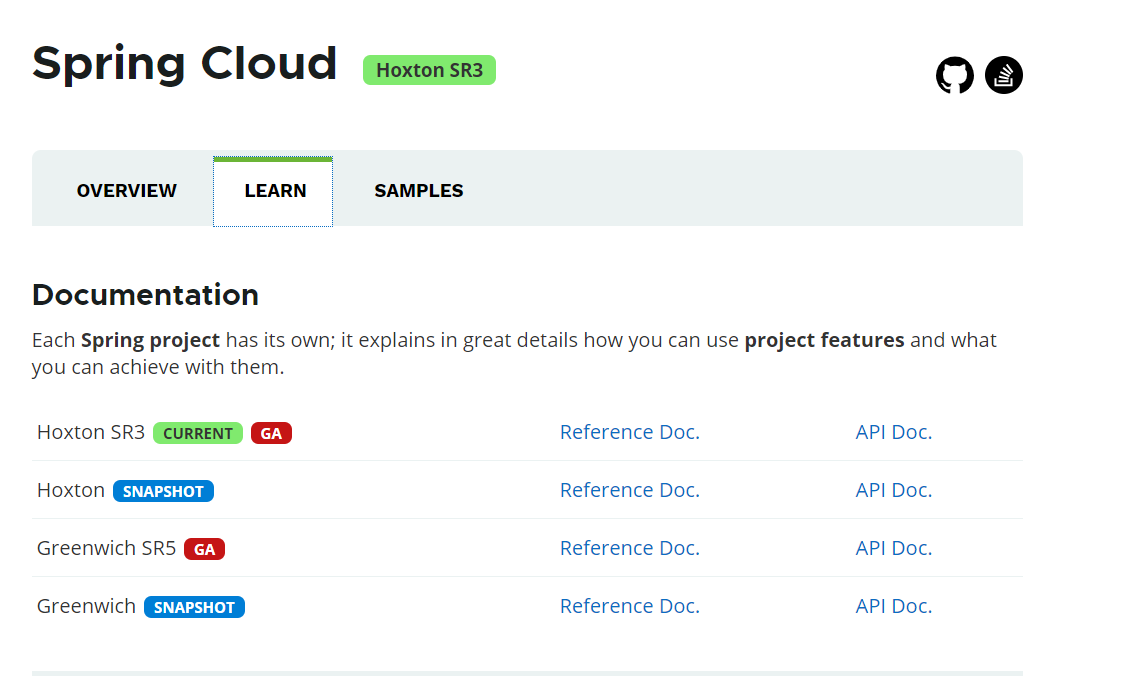 Spring Cloud Hoxton SR3
OVERVIEW LEARN SAMPLES
Documentation
Each Spring project has its own; it explains in great details how you can use project features and what
you can achieve with them.
Hoxton SR3 CURRENT GA Reference Doc. API Doc.
Hoxton SNAPSHOT Reference Doc. API Doc.
Greenwich SR5 GA Reference Doc. API Doc.
Greenwich SNAPSHOT Reference Doc. API Doc.